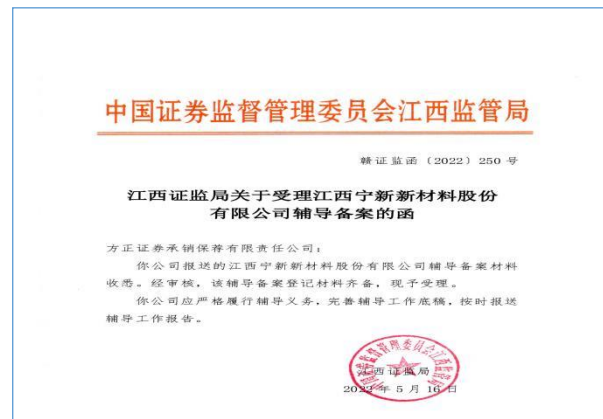 中国证券监督管理委员会江西监管局
赣证监函（2022）250 号
江西证监局关于受理江西宁新新材料股份
有限公司辅导备案的函
方正证券承销保荐有限责任公司：
你公司报送的江西宁新新材料股份有限公司辅导备案材料
收悉。经审核，该辅导备案登记材料齐备，现予受理。
你公司应严格履行辅导义务，完善辅导工作底稿，按时报送
辅导工作报告。
江西证监局
2022 年 5 月 16 日